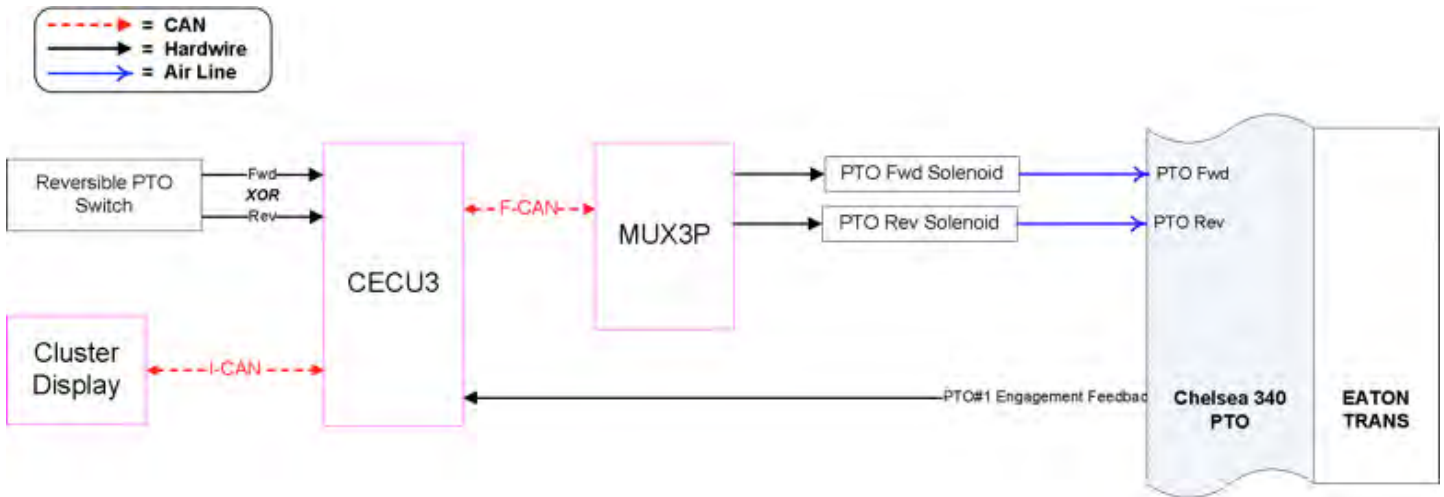 = CAN
= Hardwire
= Air Line
Reversible PTO
Switch
Fwd
XOR
Rev
CECU3
F-CAN
MUX3P
PTO Fwd Solenoid
PTO Rev Solenoid
PTO Fwd
PTO Rev
Cluster
Display
I-CAN
PTO#1 Engagement Feedbac
Chelsea 340
PTO
EATON
TRANS